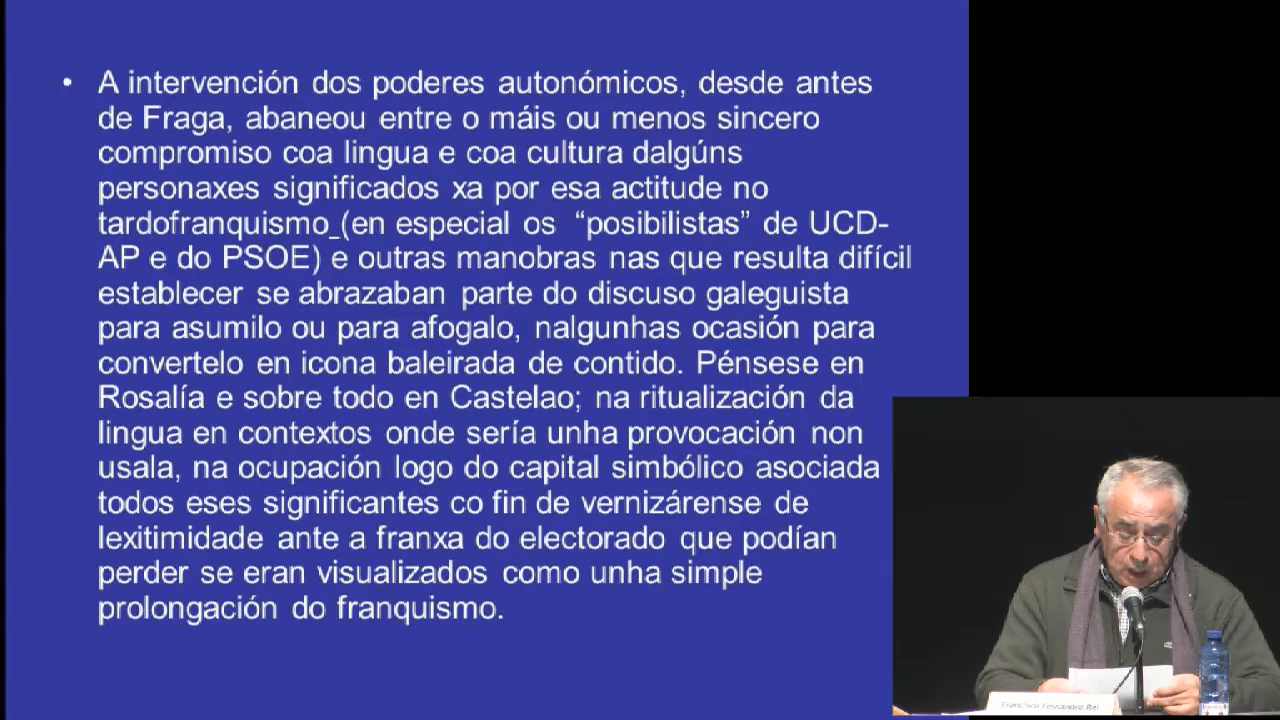 • A intervención dos poderes autonómicos, desde antes
de Fraga, abaneou entre o máis ou menos sincero
compromiso coa lingua e coa cultura dalgúns
personaxes significados xa por esa actitude no
tardofranquismo (en especial os “posibilistas” de UCD-
AP e do PSOE) e outras manobras nas que resulta difícil
establecer se abrazaban parte do discuso galeguista
para asumilo ou para afogalo, nalgunhas ocasión para
convertelo en icona baleirada de contido. Pénsese en
Rosalía e sobre todo en Castelao; na ritualización da
lingua en contextos onde sería unha provocación non
usala, na ocupación logo do capital simbólico asociada
todos eses significantes co fin de vernizárense de
lexitimidade ante a franxa do electorado que podían
perder se eran visualizados como unha simple
prolongación do franquismo.
Francisco Fernández Rei